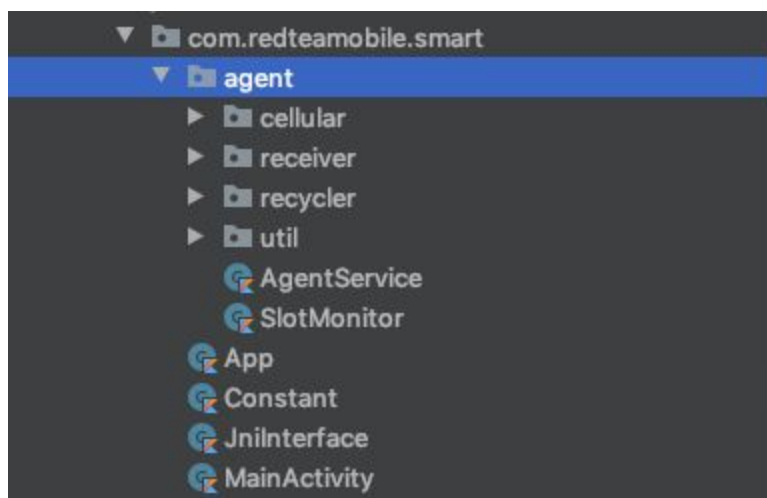 com.redteamobile.smart
agent
cellular
receiver
recycler
util
AgentService
SlotMonitor
App
Constant
JniInterface
MainActivity